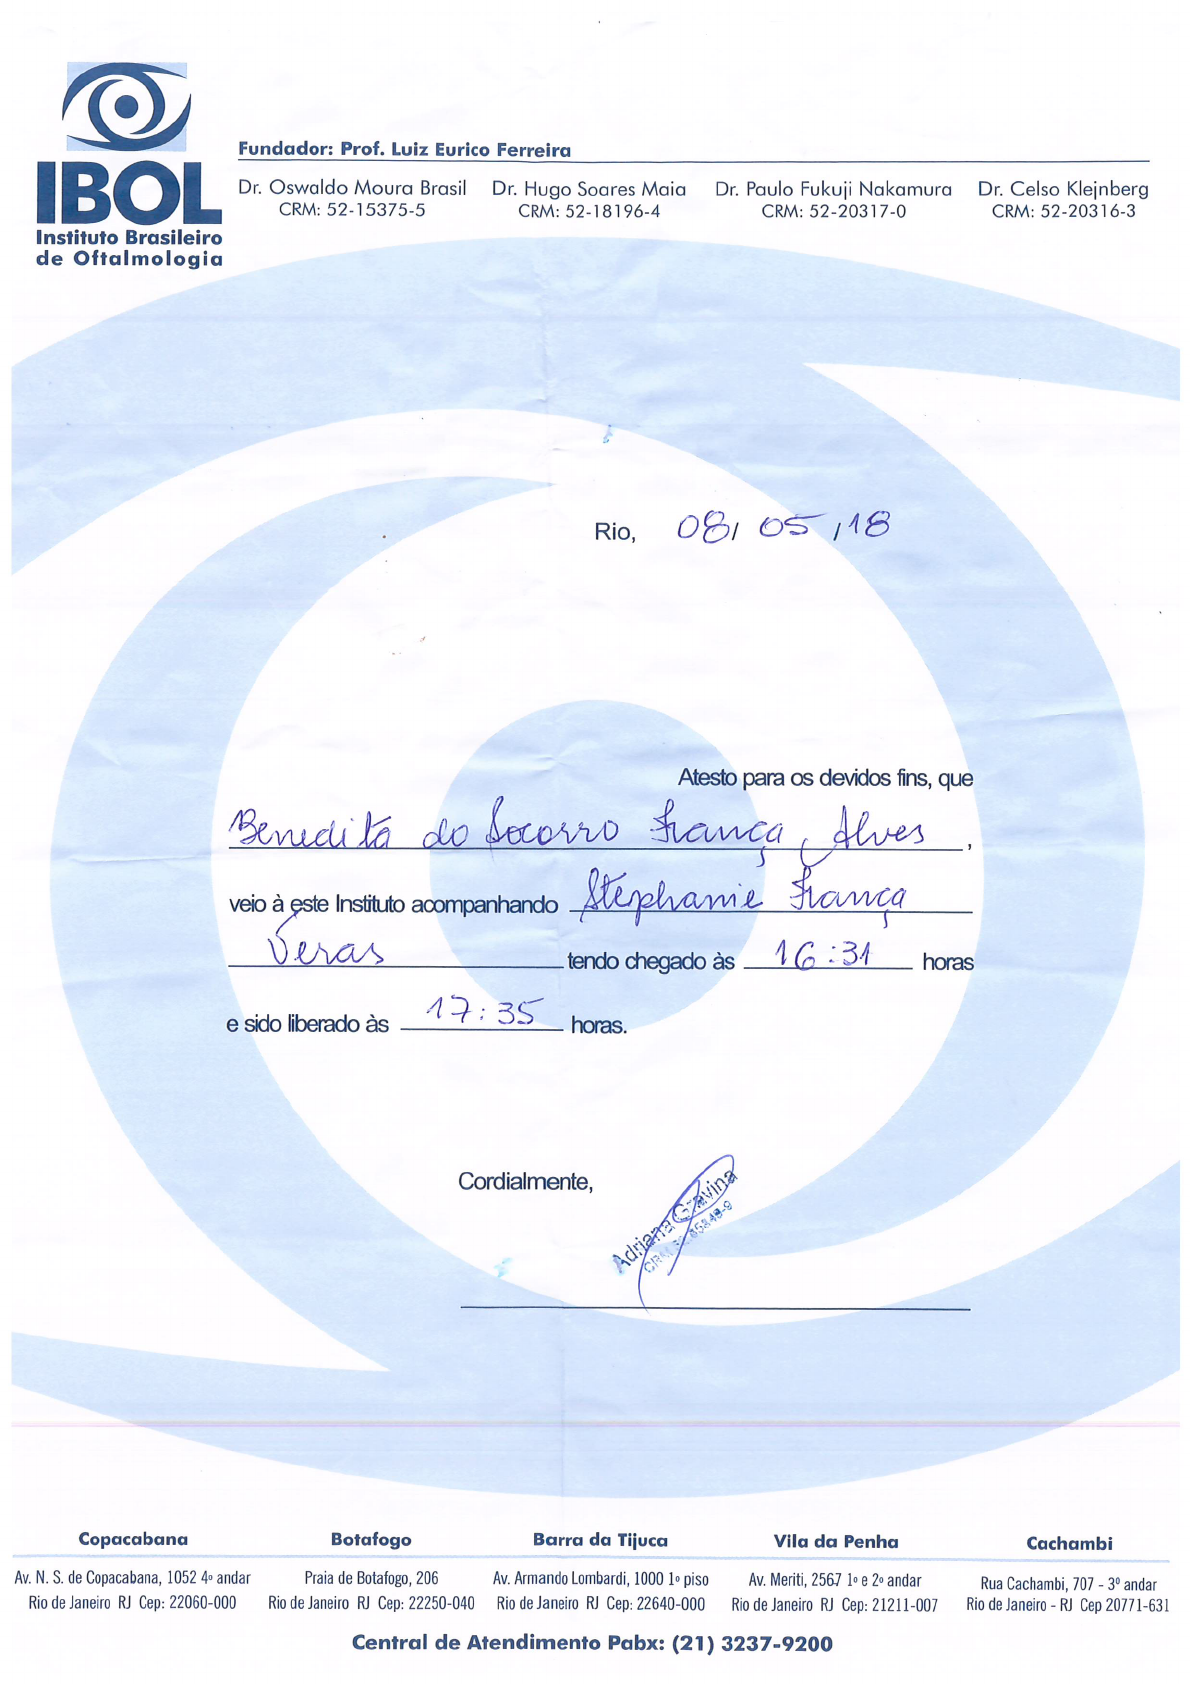 IBOL
Instituto Brasileiro
de Oftalmologia
Fundador: Prof. Luiz Eurico Ferreira
Dr. Oswaldo Moura Brasil Dr. Hugo Soares Maia Dr. Paulo Fukuji Nakamura Dr. Celso Klejnberg
CRM: 52-15375-5 CRM: 52-18196-4 CRM: 52-20317-0 CRM: 52-20316-3
Rio, 08/ 05 /18
Atesto para os devidos fins, que
Benedita do Socorro França Alves,
veio à este Instituto acompanhando Stephanie França
Veras tendo chegado às 16:31 horas
e sido liberado às 17:35 horas.
Cordialmente,
Adriana Gravina
CRM
Copacabana Botafogo Barra da Tijuca Vila da Penha Cachambi
Av. N. S. de Copacabana, 1052 4º andar Praia de Botafogo, 206 Av. Armando Lombardi, 1000 1º piso Av. Meriti, 2567 1º e 2º andar Rua Cachambi, 707 - 3º andar
Rio de Janeiro RJ Cep: 22060-000 Rio de Janeiro RJ Cep: 22250-040 Rio de Janeiro RJ Cep: 22640-000 Rio de Janeiro RJ Cep: 21211-007 Rio de Janeiro - RJ Cep 20771-631
Central de Atendimento Pabx: (21) 3237-9200